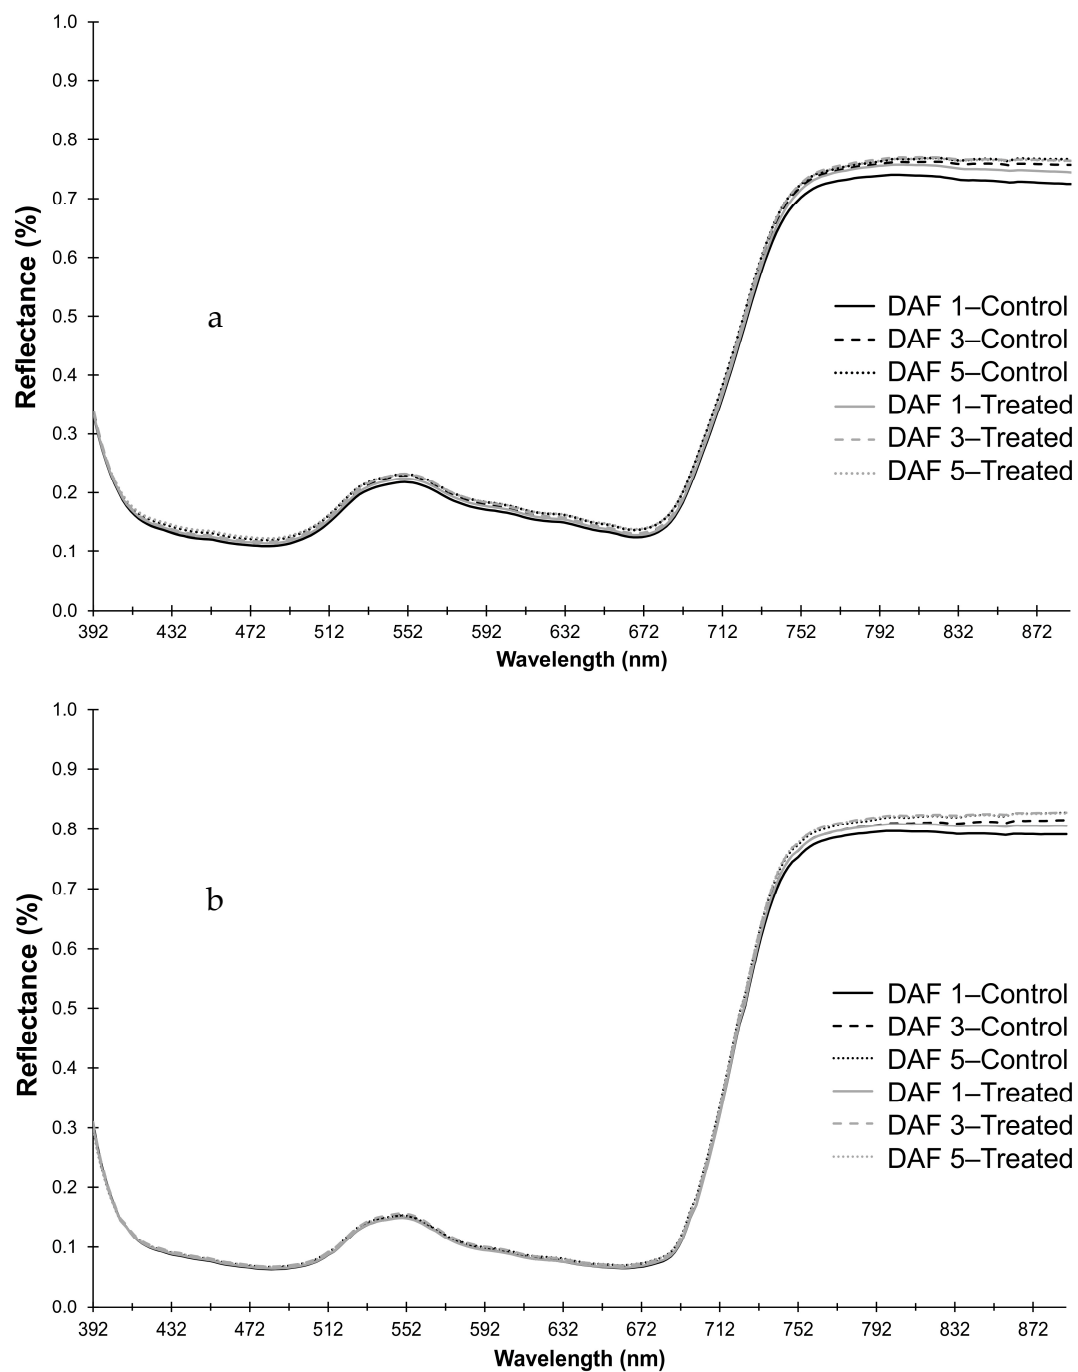 1.0
0.9
0.8
0.7
0.6
0.5
0.4
0.3
0.2
0.1
0.0
Reflectance (%)
a
DAF 1–Control
DAF 3–Control
DAF 5–Control
DAF 1–Treated
DAF 3–Treated
DAF 5–Treated
392 432 472 512 552 592 632 672 712 752 792 832 872
Wavelength (nm)
1.0
0.9
0.8
0.7
0.6
0.5
0.4
0.3
0.2
0.1
0.0
Reflectance (%)
b
DAF 1–Control
DAF 3–Control
DAF 5–Control
DAF 1–Treated
DAF 3–Treated
DAF 5–Treated
392 432 472 512 552 592 632 672 712 752 792 832 872
Wavelength (nm)